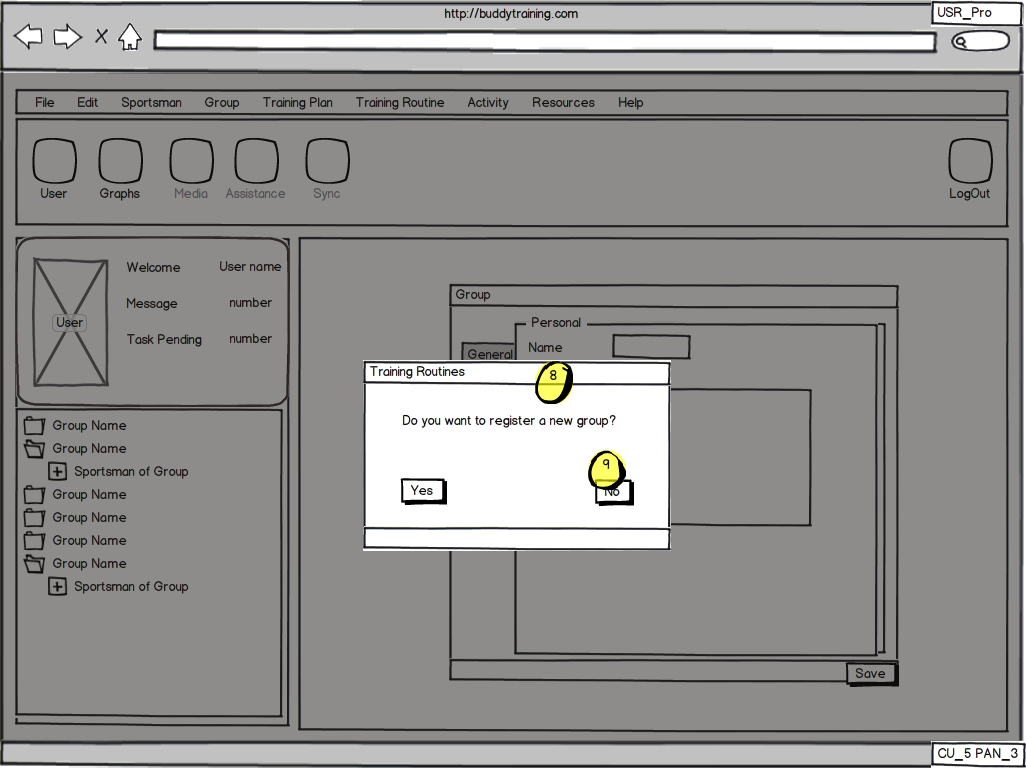 http://buddytraining.com
USR_Pro
File Edit Sportsman Group Training Plan Training Routine Activity Resources Help
User Graphs Media Assistance Sync LogOut
Welcome User name
User
Message number
Task Pending number
Group Name
Group Name
Sportsman of Group
Group Name
Group Name
Group Name
Group Name
Sportsman of Group
Group
Personal
General
Name
Training Routines
8
Do you want to register a new group?
9
Yes No
Save
CU_5 PAN_3